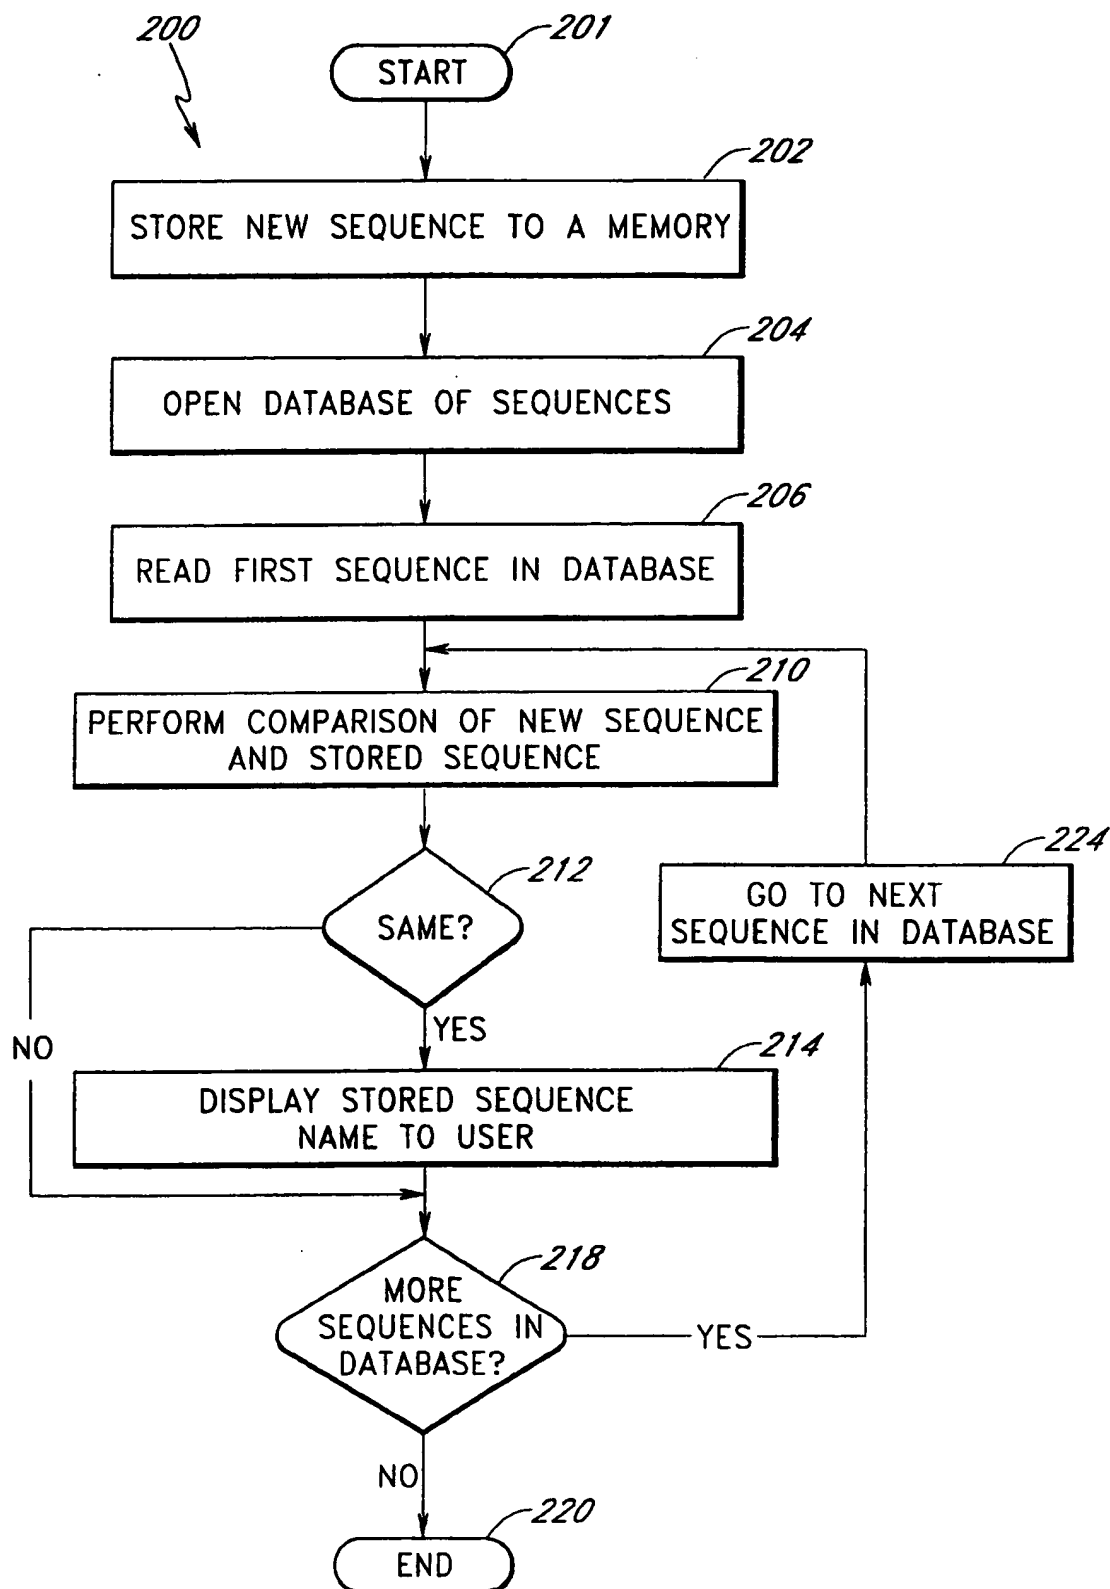 200
201
START
202
STORE NEW SEQUENCE TO A MEMORY
204
OPEN DATABASE OF SEQUENCES
206
READ FIRST SEQUENCE IN DATABASE
210
PERFORM COMPARISON OF NEW SEQUENCE
AND STORED SEQUENCE
212
SAME?
224
GO TO NEXT
SEQUENCE IN DATABASE
NO
YES
214
DISPLAY STORED SEQUENCE
NAME TO USER
218
MORE
SEQUENCES IN
DATABASE?
YES
NO
220
END